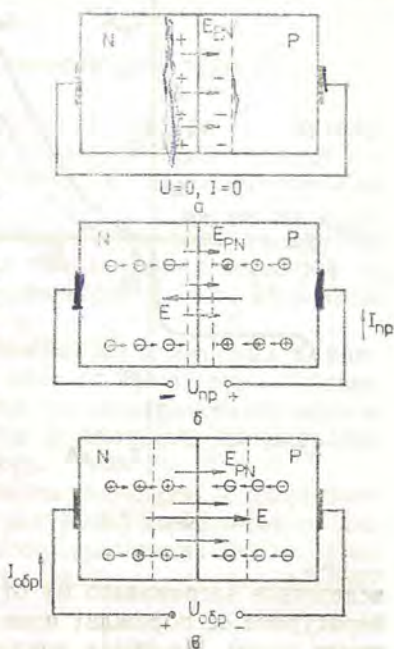 N E_PN P
+ -
+ -
+ -
+ -
+ -
U=0, I=0
а
N E_PN P
E
I_пр
- U_пр +
б
N E_PN P
E
I_обр
+ U_обр -
в